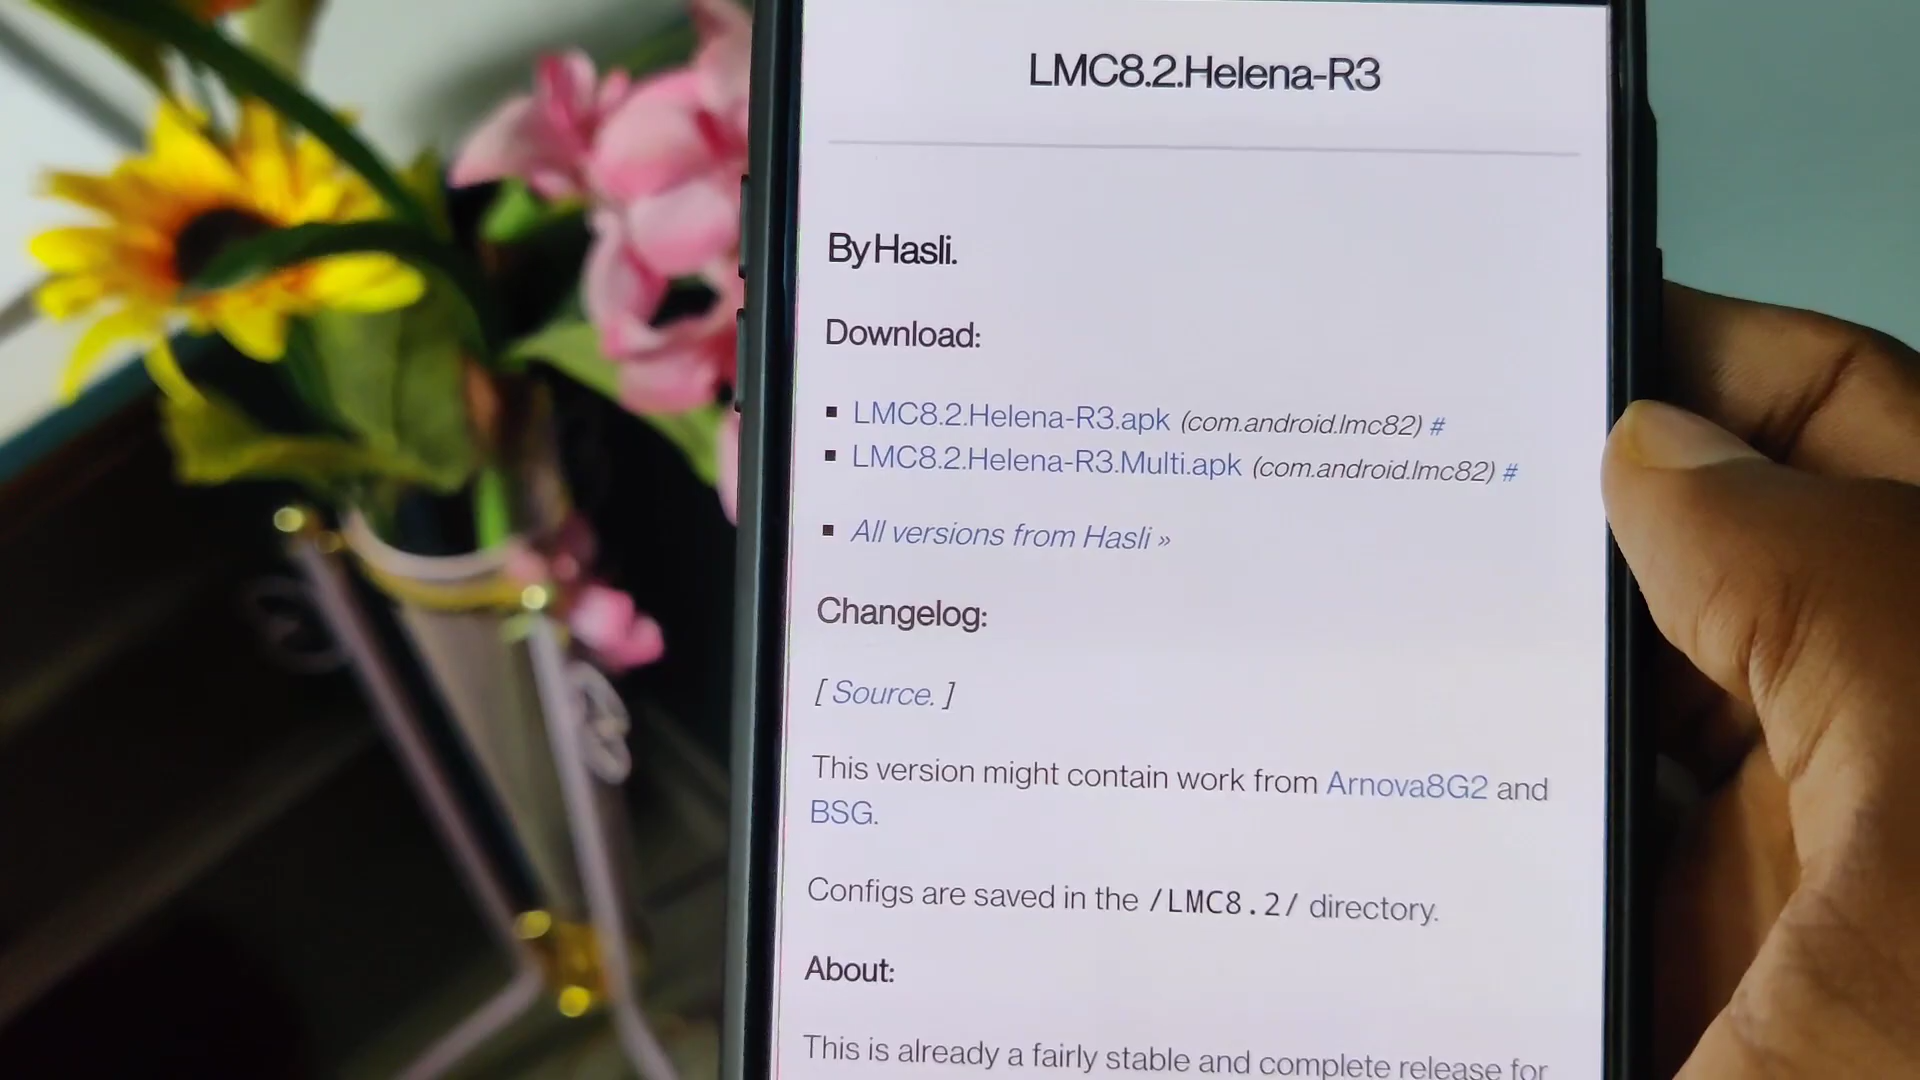 LMC8.2.Helena-R3
By Hasli.
Download:
▪ LMC8.2.Helena-R3.apk (com.android.lmc82) #
▪ LMC8.2.Helena-R3.Multi.apk (com.android.lmc82) #
▪ All versions from Hasli »
Changelog:
[ Source. ]
This version might contain work from Arnova8G2 and
BSG.
Configs are saved in the /LMC8.2/ directory.
About:
This is already a fairly stable and complete release for